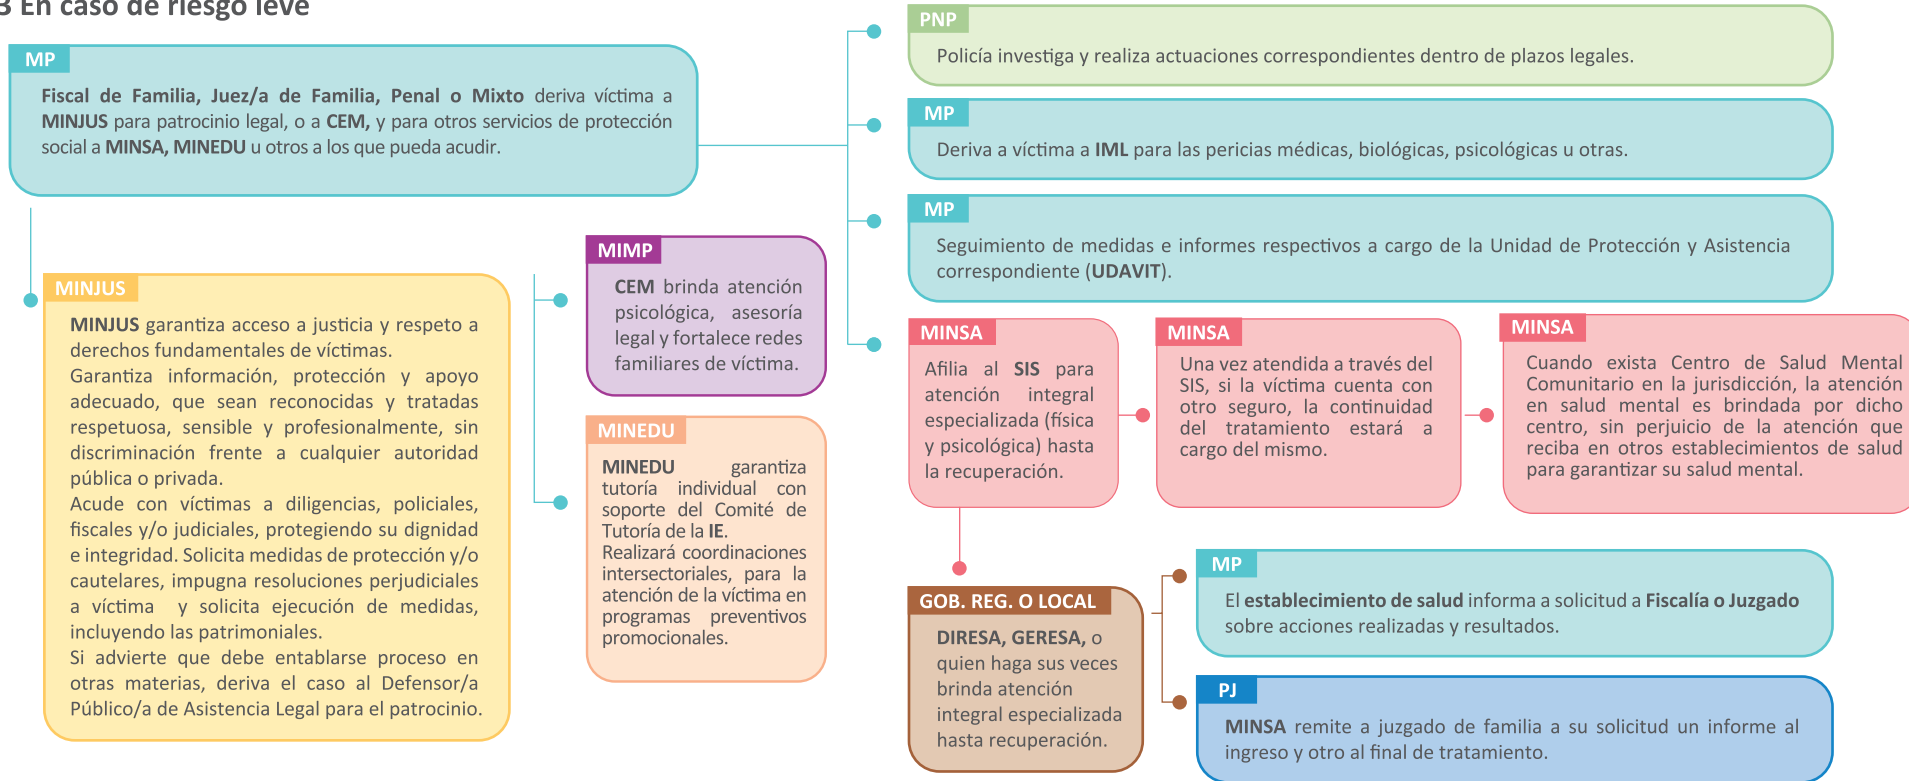 3 En caso de riesgo leve
MP
Fiscal de Familia, Juez/a de Familia, Penal o Mixto deriva víctima a
MINJUS para patrocinio legal, o a CEM, y para otros servicios de protección
social a MINSA, MINEDU u otros a los que pueda acudir.
MINJUS
MINJUS garantiza acceso a justicia y respeto a
derechos fundamentales de víctimas.
Garantiza información, protección y apoyo
adecuado, que sean reconocidas y tratadas
respetuosa, sensible y profesionalmente, sin
discriminación frente a cualquier autoridad
pública o privada.
Acude con víctimas a diligencias, policiales,
fiscales y/o judiciales, protegiendo su dignidad
e integridad. Solicita medidas de protección y/o
cautelares, impugna resoluciones perjudiciales
a víctima y solicita ejecución de medidas,
incluyendo las patrimoniales.
Si advierte que debe entablarse proceso en
otras materias, deriva el caso al Defensor/a
Público/a de Asistencia Legal para el patrocinio.
MIMP
CEM brinda atención
psicológica, asesoría
legal y fortalece redes
familiares de víctima.
MINEDU
MINEDU garantiza
tutoría individual con
soporte del Comité de
Tutoría de la IE.
Realizará coordinaciones
intersectoriales, para la
atención de la víctima en
programas preventivos
promocionales.
PNP
Policía investiga y realiza actuaciones correspondientes dentro de plazos legales.
MP
Deriva a víctima a IML para las pericias médicas, biológicas, psicológicas u otras.
MP
Seguimiento de medidas e informes respectivos a cargo de la Unidad de Protección y Asistencia
correspondiente (UDAVIT).
MINSA
Afilia al SIS para
atención integral
especializada (física
y psicológica) hasta
la recuperación.
MINSA
Una vez atendida a través del
SIS, si la víctima cuenta con
otro seguro, la continuidad
del tratamiento estará a
cargo del mismo.
MINSA
Cuando exista Centro de Salud Mental
Comunitario en la jurisdicción, la atención
en salud mental es brindada por dicho
centro, sin perjuicio de la atención que
reciba en otros establecimientos de salud
para garantizar su salud mental.
GOB. REG. O LOCAL
DIRESA, GERESA, o
quien haga sus veces
brinda atención
integral especializada
hasta recuperación.
MP
El establecimiento de salud informa a solicitud a Fiscalía o Juzgado
sobre acciones realizadas y resultados.
PJ
MINSA remite a juzgado de familia a su solicitud un informe al
ingreso y otro al final de tratamiento.